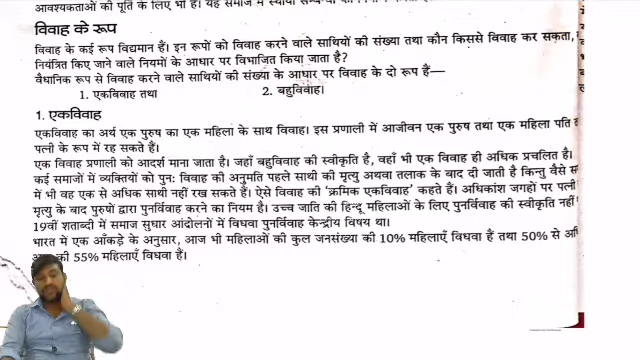 आवश्यकताओं की पूर्ति के लिए भी है। यह समाज में स्थायी
विवाह के रूप
विवाह के कई रूप विद्यमान हैं। इन रूपों को विवाह करने वाले साथियों की संख्या तथा कौन किससे विवाह कर सकता,
नियंत्रित किए जाने वाले नियमों के आधार पर विभाजित किया जाता है?
वैधानिक रूप से विवाह करने वाले साथियों की संख्या के आधार पर विवाह के दो रूप हैं—
1. एकविवाह तथा 2. बहुविवाह।
1. एकविवाह
एकविवाह का अर्थ एक पुरुष का एक महिला के साथ विवाह। इस प्रणाली में आजीवन एक पुरुष तथा एक महिला पति
पत्नी के रूप में रह सकते हैं।
एक विवाह प्रणाली को आदर्श माना जाता है। जहाँ बहुविवाह की स्वीकृति है, वहाँ भी एक विवाह ही अधिक प्रचलित है।
कई समाजों में व्यक्तियों को पुनः विवाह की अनुमति पहले साथी की मृत्यु अथवा तलाक के बाद दी जाती है किन्तु वैसे
में भी वह एक से अधिक साथी नहीं रख सकते हैं। ऐसे विवाह की 'क्रमिक एकविवाह' कहते हैं। अधिकांश जगहों पर पत्नी
मृत्यु के बाद पुरुषों द्वारा पुनर्विवाह करने का नियम है। उच्च जाति की हिन्दू महिलाओं के लिए पुनर्विवाह की स्वीकृति नहीं
19वीं शताब्दी में समाज सुधार आंदोलनों में विधवा पुनर्विवाह केन्द्रीय विषय था।
भारत में एक आँकड़े के अनुसार, आज भी महिलाओं की कुल जनसंख्या की 10% महिलाएँ विधवा हैं तथा 50% से
की 55% महिलाएँ विधवा हैं।